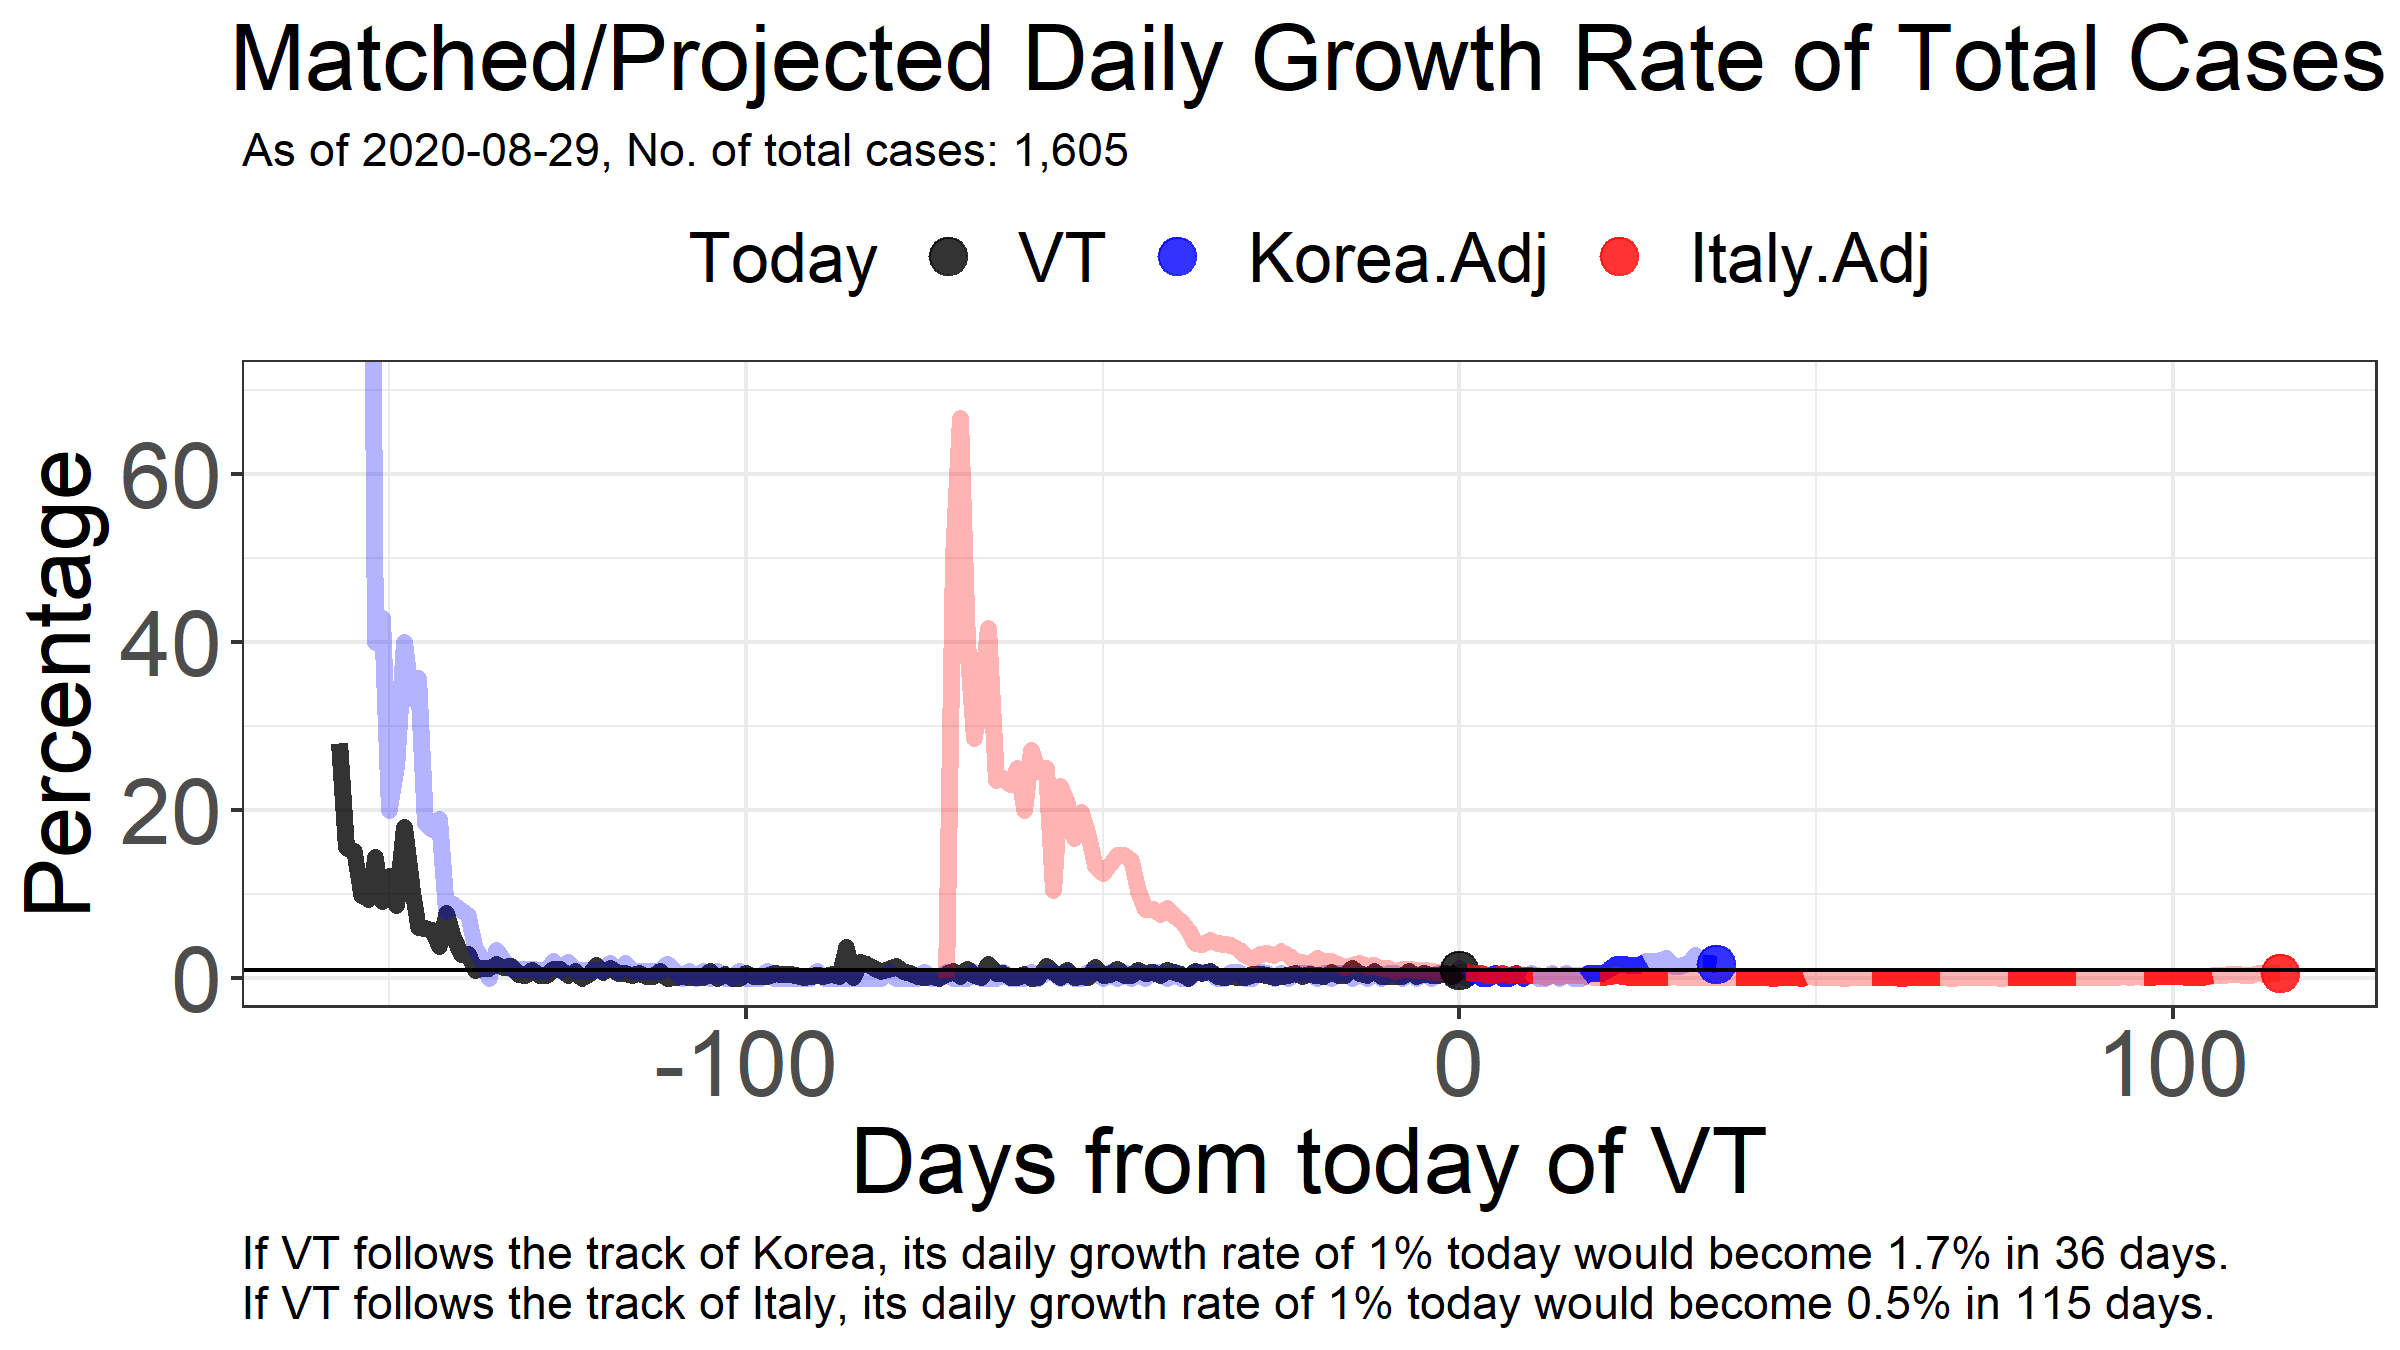 Matched/Projected Daily Growth Rate of Total Cases
As of 2020-08-29, No. of total cases: 1,605
Today VT Korea.Adj Italy.Adj
Percentage
60
40
20
0
-100 0 100
Days from today of VT
If VT follows the track of Korea, its daily growth rate of 1% today would become 1.7% in 36 days.
If VT follows the track of Italy, its daily growth rate of 1% today would become 0.5% in 115 days.